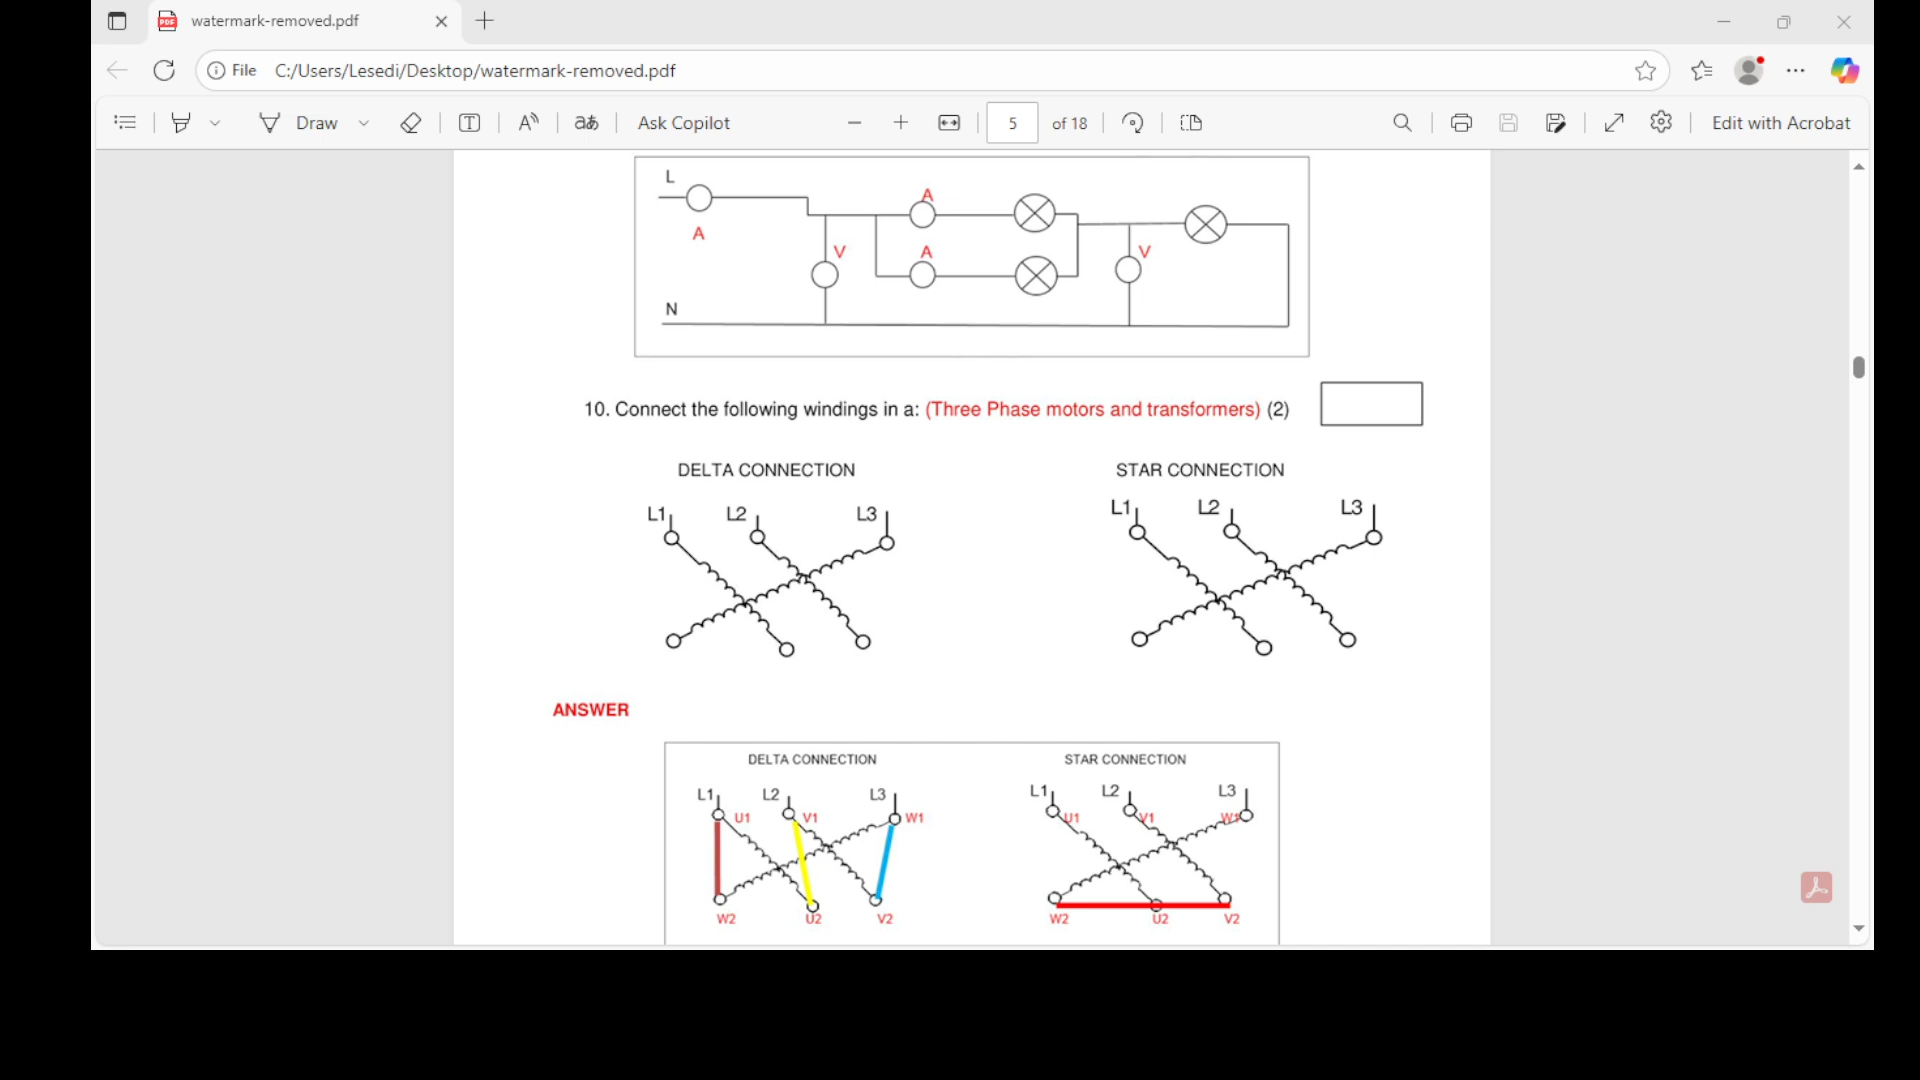 watermark-removed.pdf
File C:/Users/Lesedi/Desktop/watermark-removed.pdf
Draw
T
A
aあ
Ask Copilot
5 of 18
Edit with Acrobat
L
A
A
V
A
V
N
10. Connect the following windings in a: (Three Phase motors and transformers) (2)
DELTA CONNECTION
STAR CONNECTION
L1 L2 L3
L1 L2 L3
ANSWER
DELTA CONNECTION
STAR CONNECTION
L1 L2 L3
L1 L2 L3
U1 V1 W1
U1 V1 W1
W2 U2 V2
W2 U2 V2